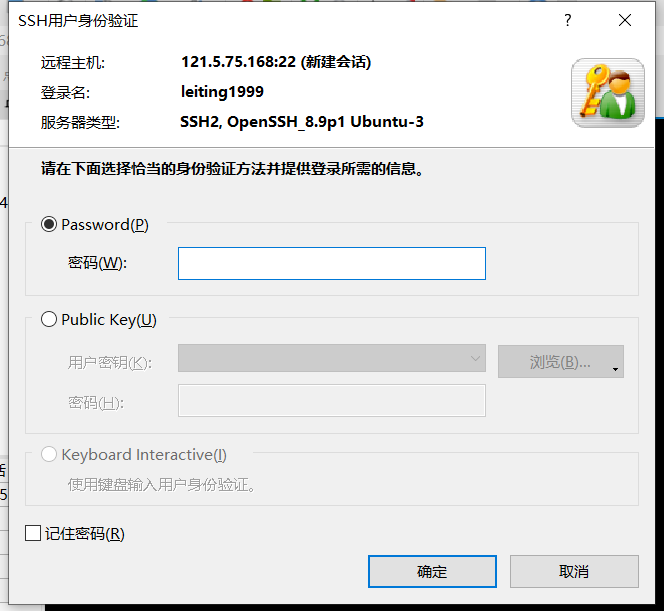 SSH用户身份验证
远程主机: 121.5.75.168:22 (新建会话)
登录名: leiting1999
服务器类型: SSH2, OpenSSH_8.9p1 Ubuntu-3
请在下面选择恰当的身份验证方法并提供登录所需的信息。
Password(P)
密码(W):
Public Key(U)
用户密钥(K): 浏览(B)...
密码(H):
Keyboard Interactive(I)
使用键盘输入用户身份验证。
记住密码(R)
确定 取消